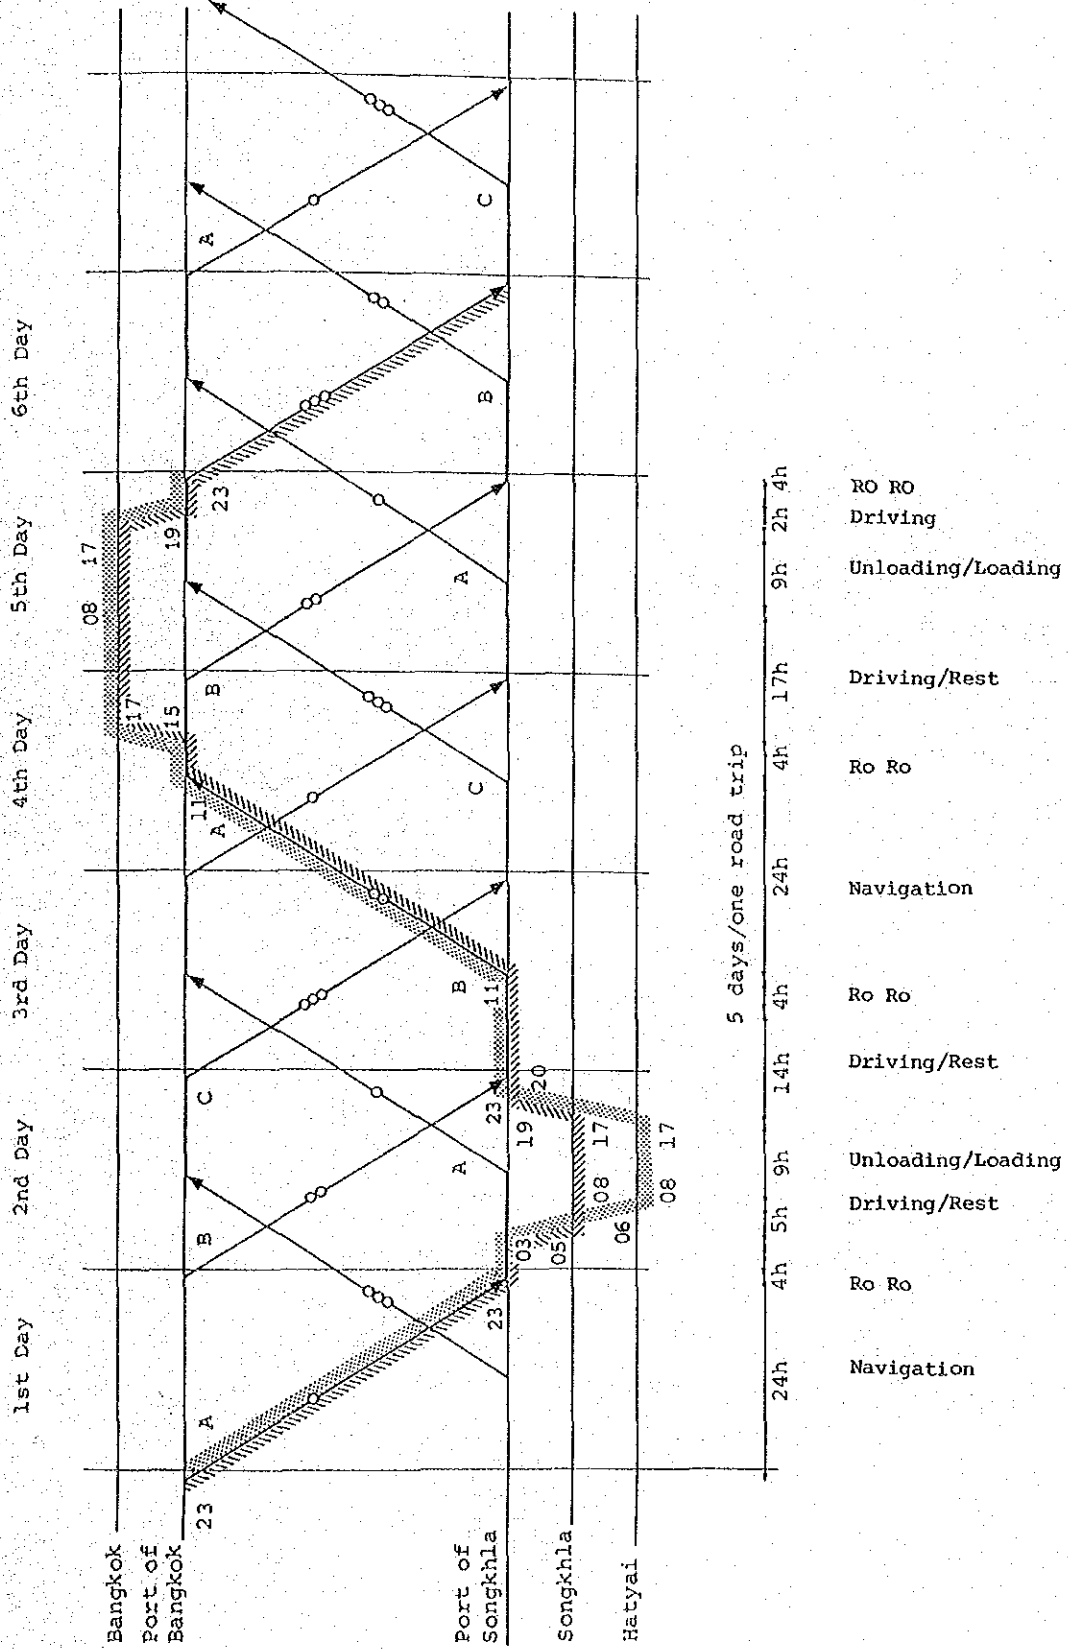 1st Day
2nd Day
3rd Day
4th Day
5th Day
6th Day
08 17
Bangkok
17
Port of
Bangkok
15
19
23
A
B
C
11
A
B
23
A
Port of
Songkhla
A
B
A
C
B
C
23
23
11
03
19
20
Songkhla
05
08
17
Hatyai
06
08
17
5 days/one road trip
24h
Navigation
4h
Ro Ro
5h
Driving/Rest
9h
Unloading/Loading
14h
Driving/Rest
4h
Ro Ro
24h
Navigation
4h
Ro Ro
17h
Driving/Rest
9h
Unloading/Loading
2h
Driving
4h
RO RO